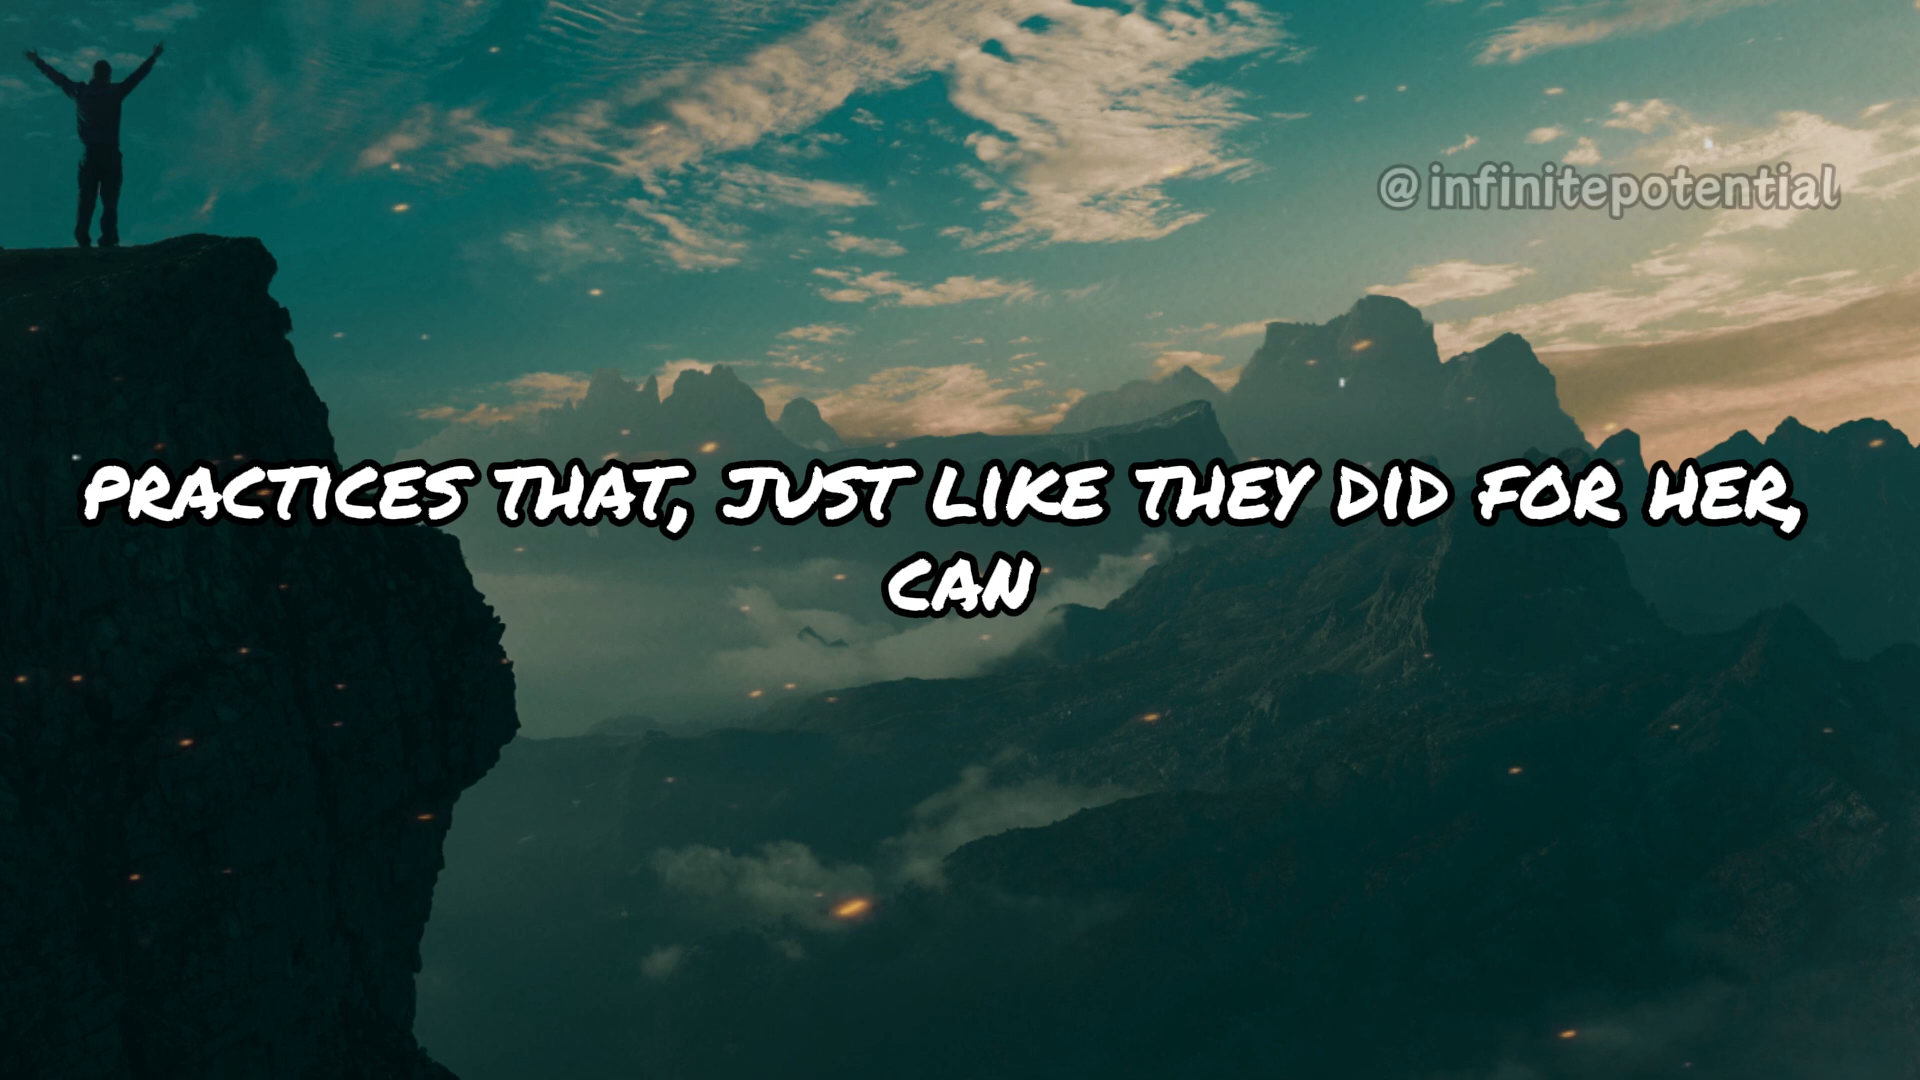 @infinitepotential
PRACTICES THAT, JUST LIKE THEY DID FOR HER,
CAN